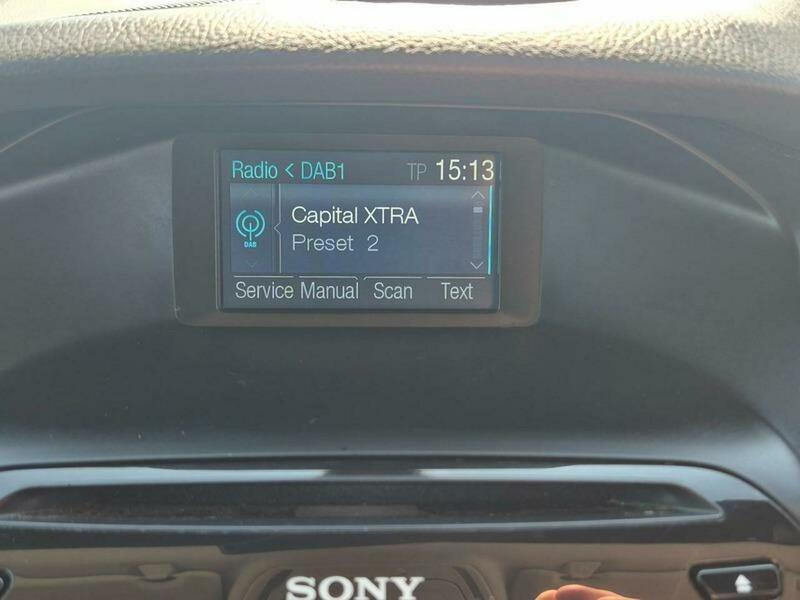 Radio < DAB1 TP 15:13
Capital XTRA
DAB
Preset 2
Service Manual Scan Text
SONY